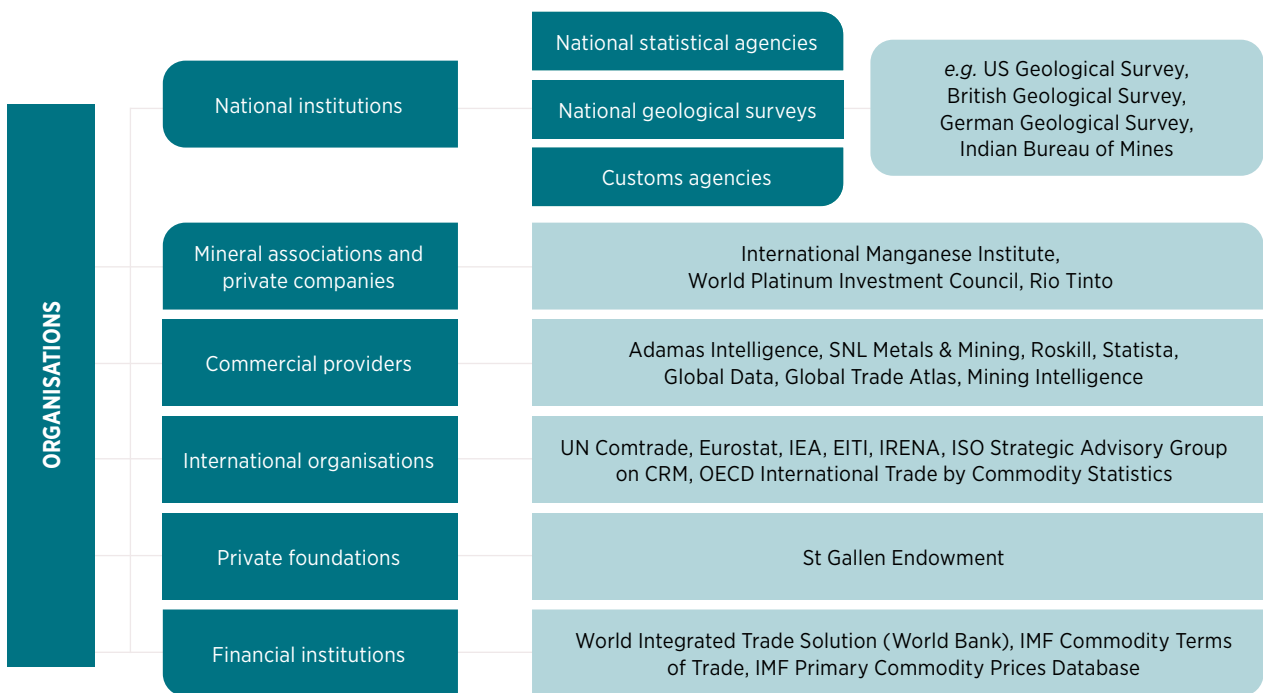 ORGANISATIONS
National institutions
National statistical agencies
National geological surveys
Customs agencies
e.g. US Geological Survey,
British Geological Survey,
German Geological Survey,
Indian Bureau of Mines
Mineral associations and
private companies
International Manganese Institute,
World Platinum Investment Council, Rio Tinto
Commercial providers
Adamas Intelligence, SNL Metals & Mining, Roskill, Statista,
Global Data, Global Trade Atlas, Mining Intelligence
International organisations
UN Comtrade, Eurostat, IEA, EITI, IRENA, ISO Strategic Advisory Group
on CRM, OECD International Trade by Commodity Statistics
Private foundations
St Gallen Endowment
Financial institutions
World Integrated Trade Solution (World Bank), IMF Commodity Terms
of Trade, IMF Primary Commodity Prices Database